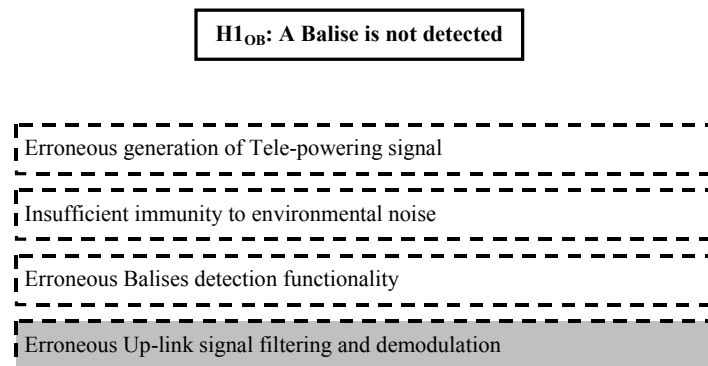 H1OB: A Balise is not detected
Erroneous generation of Tele-powering signal
Insufficient immunity to environmental noise
Erroneous Balises detection functionality
Erroneous Up-link signal filtering and demodulation